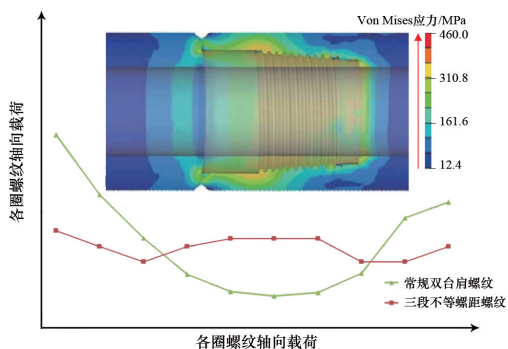 Von Mises应力/MPa
460.0
310.8
161.6
12.4
各圈螺纹轴向载荷
常规双台肩螺纹
三段不等螺距螺纹
各圈螺纹轴向载荷